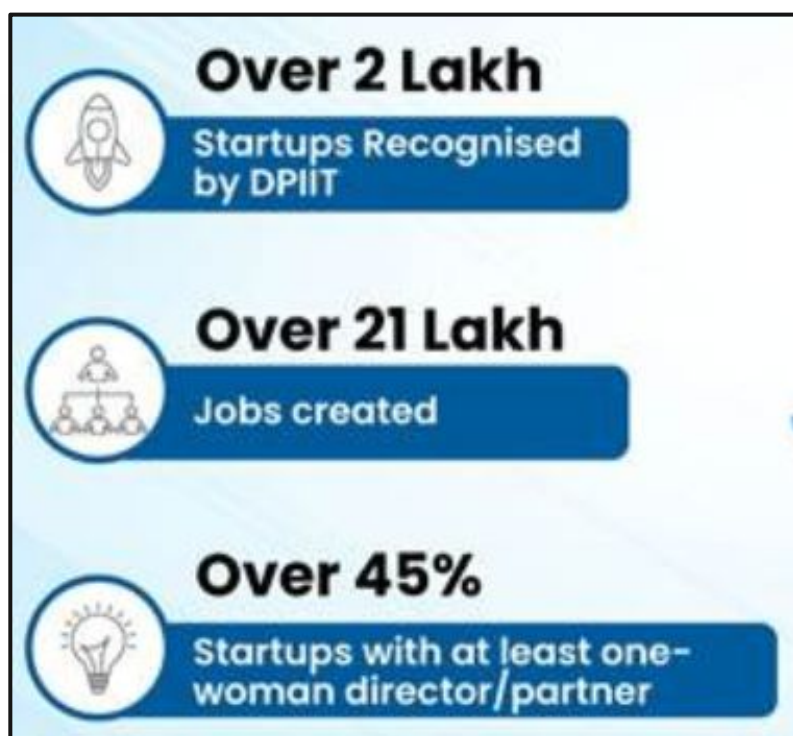 Over 2 Lakh
Startups Recognised
by DPIIT
Over 21 Lakh
Jobs created
Over 45%
Startups with at least one-
woman director/partner